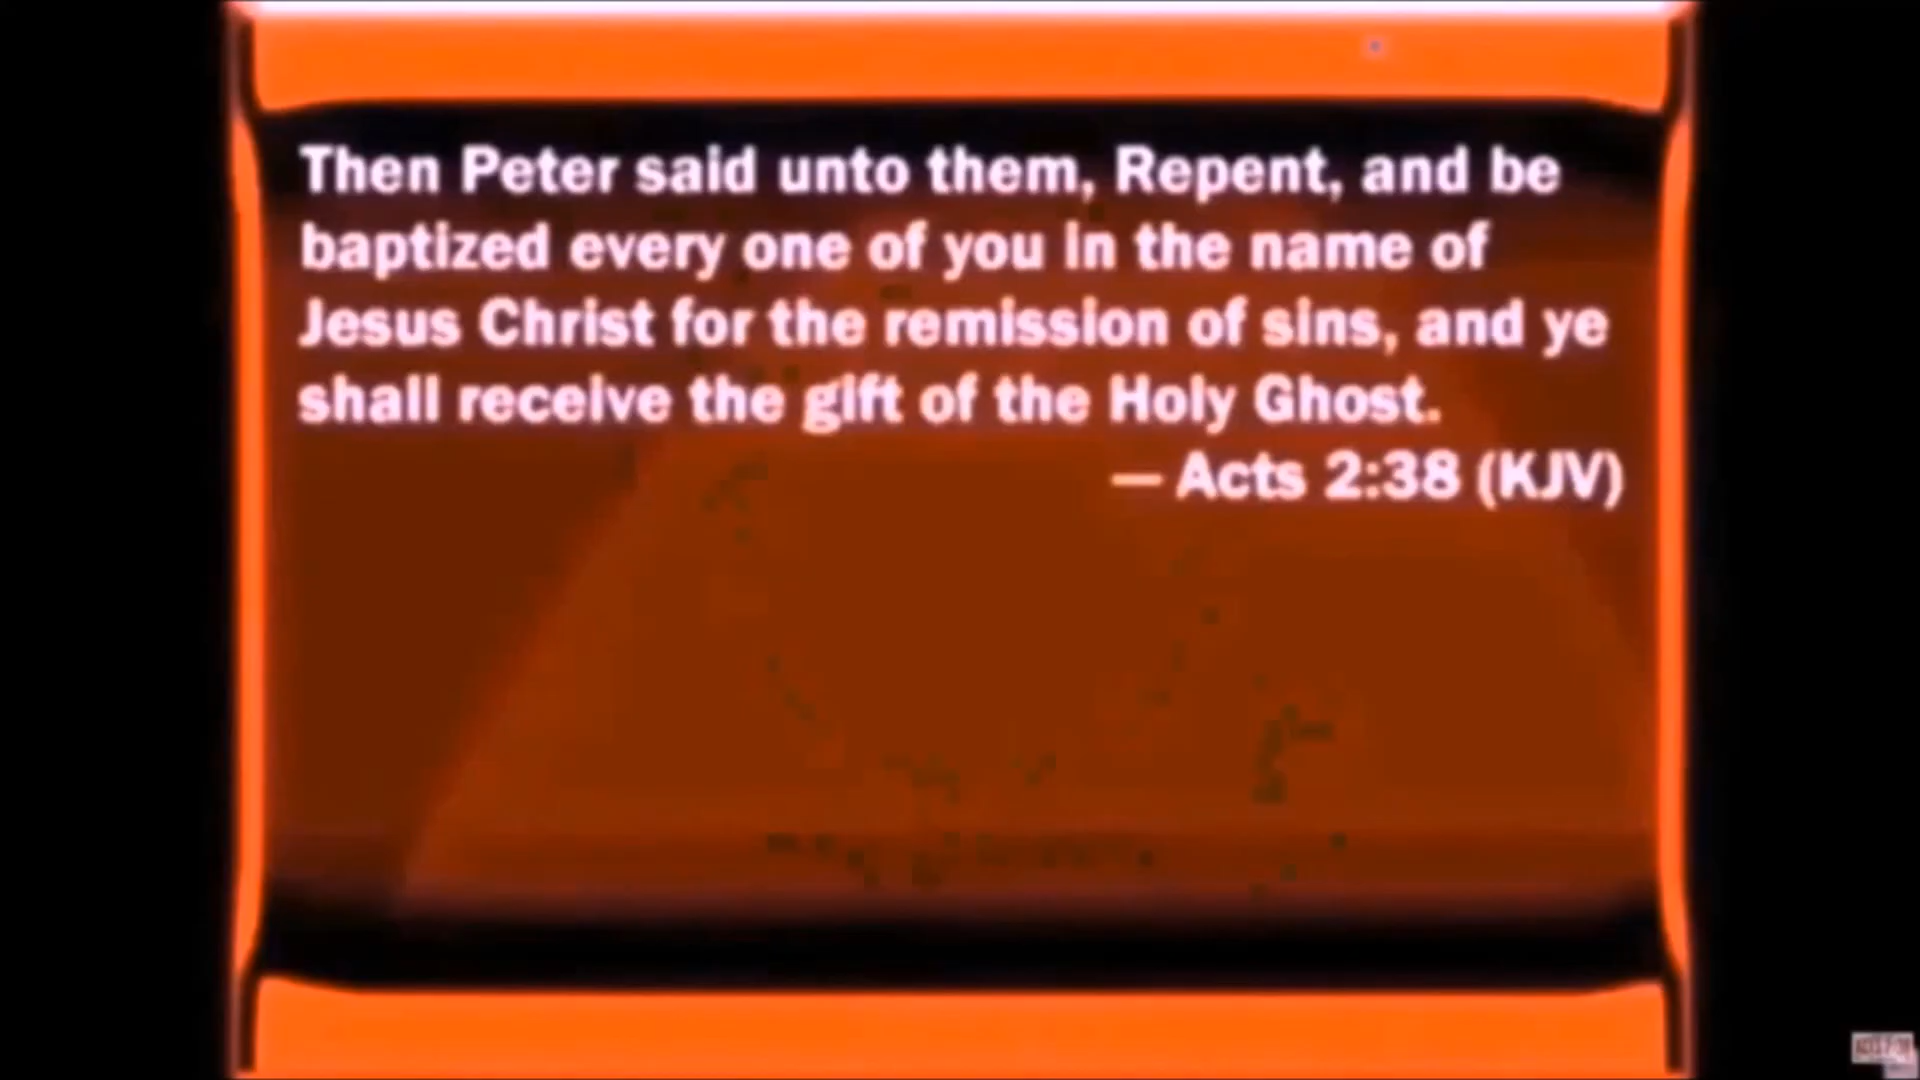 Then Peter said unto them, Repent, and be
baptized every one of you in the name of
Jesus Christ for the remission of sins, and ye
shall receive the gift of the Holy Ghost.
— Acts 2:38 (KJV)